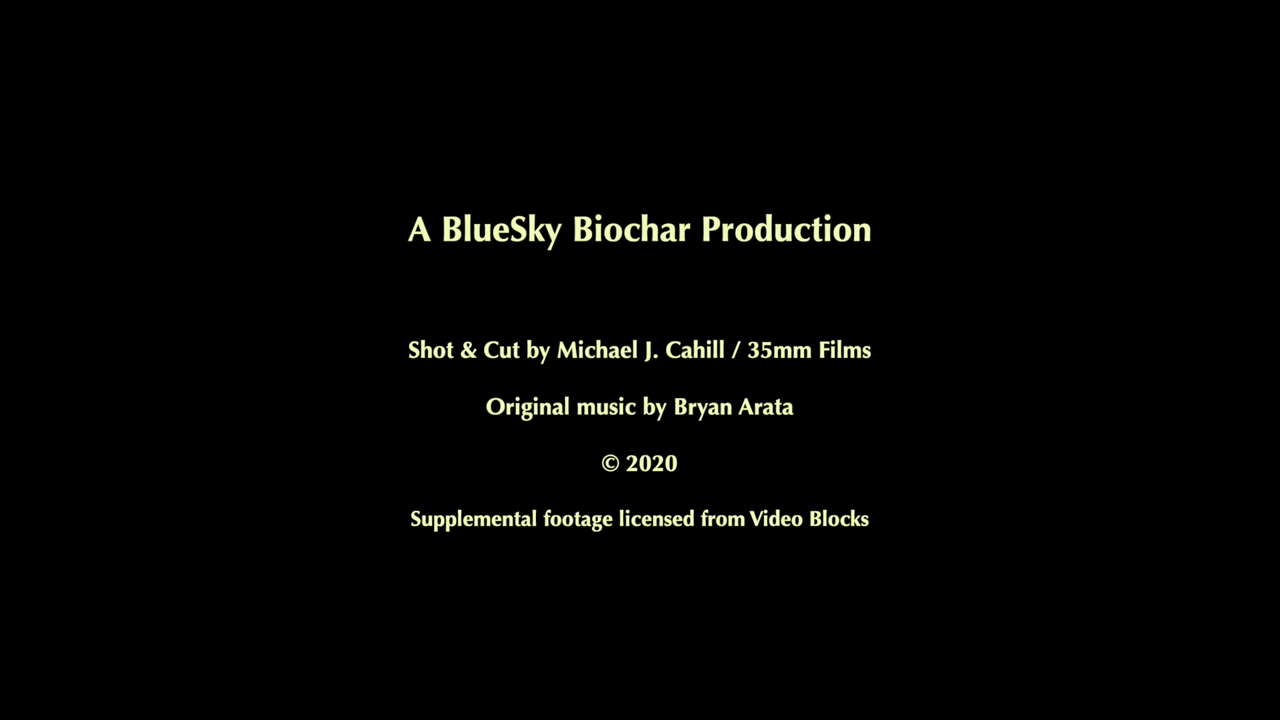 A BlueSky Biochar Production
Shot & Cut by Michael J. Cahill / 35mm Films
Original music by Bryan Arata
© 2020
Supplemental footage licensed from Video Blocks